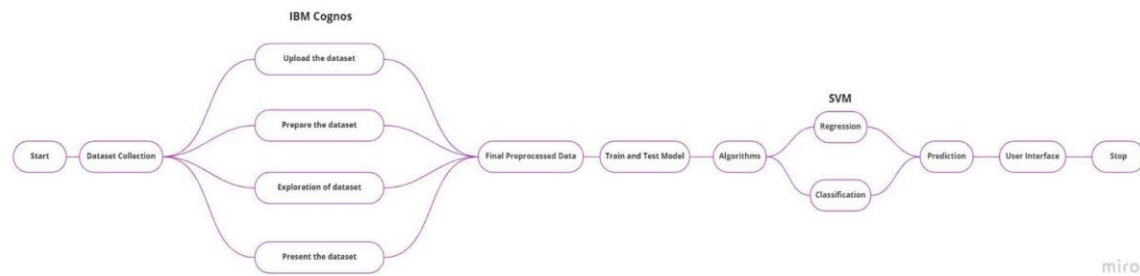 IBM Cognos
Start
Dataset Collection
Upload the dataset
Prepare the dataset
Exploration of dataset
Present the dataset
Final Preprocessed Data
Train and Test Model
Algorithms
SVM
Regression
Classification
Prediction
User Interface
Stop
miro